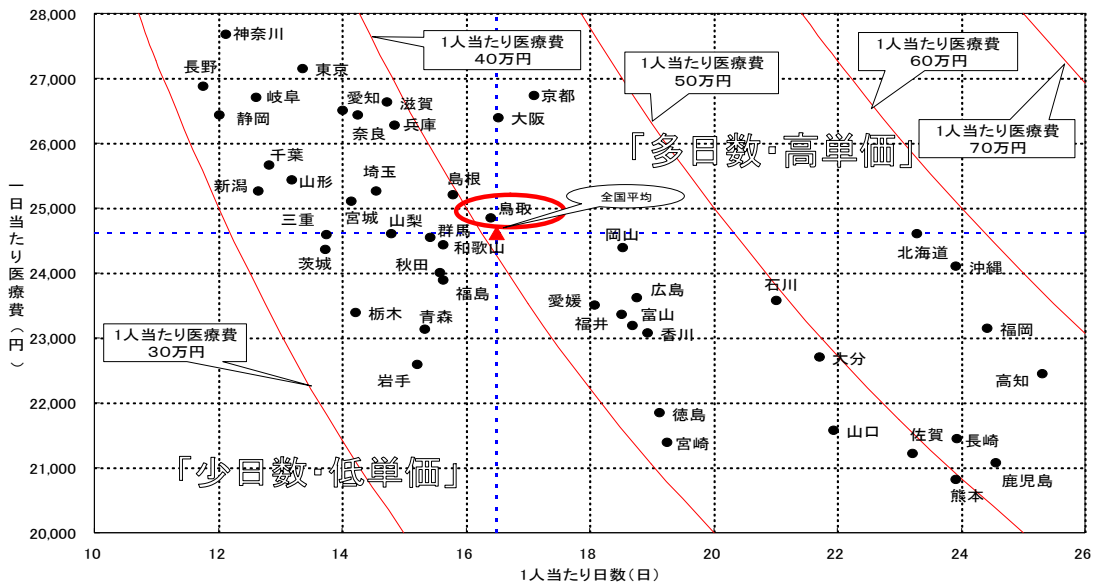 28,000
27,000
26,000
25,000
24,000
23,000
22,000
21,000
20,000
一日当たり医療費（円）
神奈川
長野
東京
岐阜
静岡
愛知
滋賀
奈良
兵庫
京都
大阪
千葉
新潟
山形
埼玉
島根
宮城
鳥取
三重
山梨
群馬
和歌山
茨城
秋田
福島
栃木
青森
岩手
岡山
愛媛
広島
福井
富山
香川
徳島
宮崎
石川
大分
山口
北海道
沖縄
福岡
高知
佐賀
長崎
熊本
鹿児島
全国平均
1人当たり医療費
30万円
1人当たり医療費
40万円
1人当たり医療費
50万円
1人当たり医療費
60万円
1人当たり医療費
70万円
「多日数・高単価」
「少日数・低単価」
10
12
14
16
18
20
22
24
26
1人当たり日数（日）